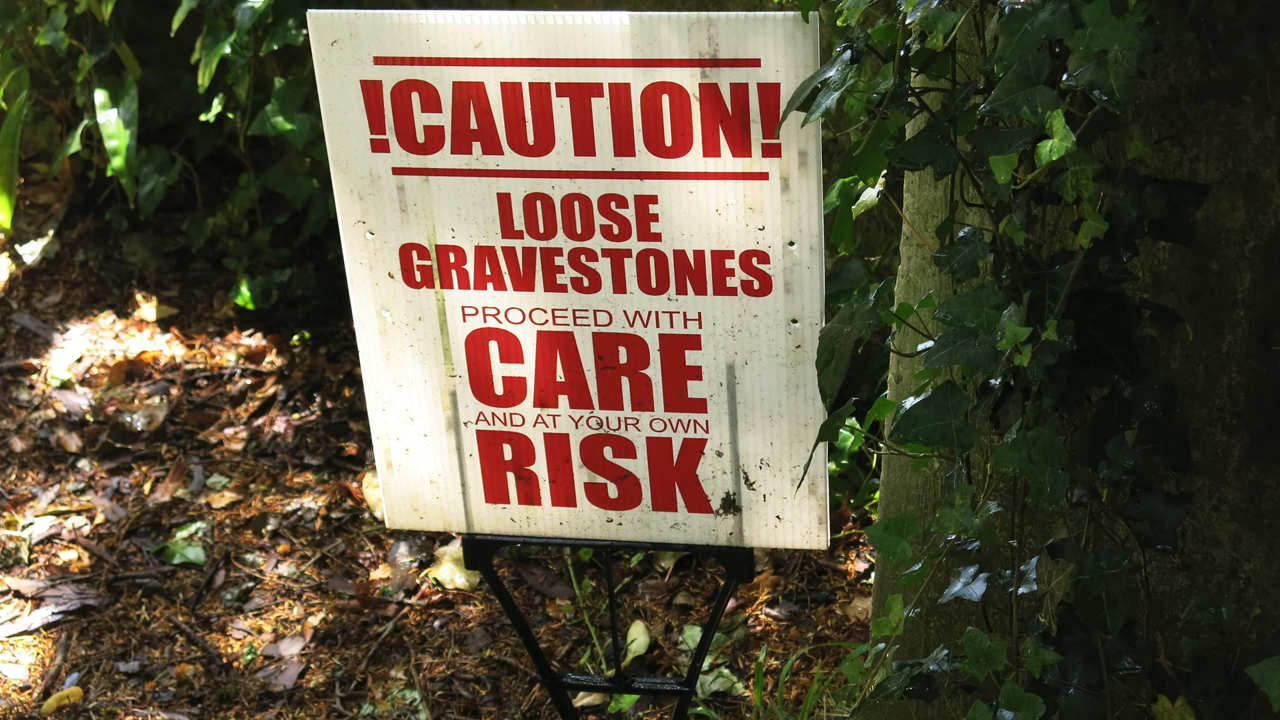 !CAUTION!
LOOSE
GRAVESTONES
PROCEED WITH
CARE
AND AT YOUR OWN
RISK